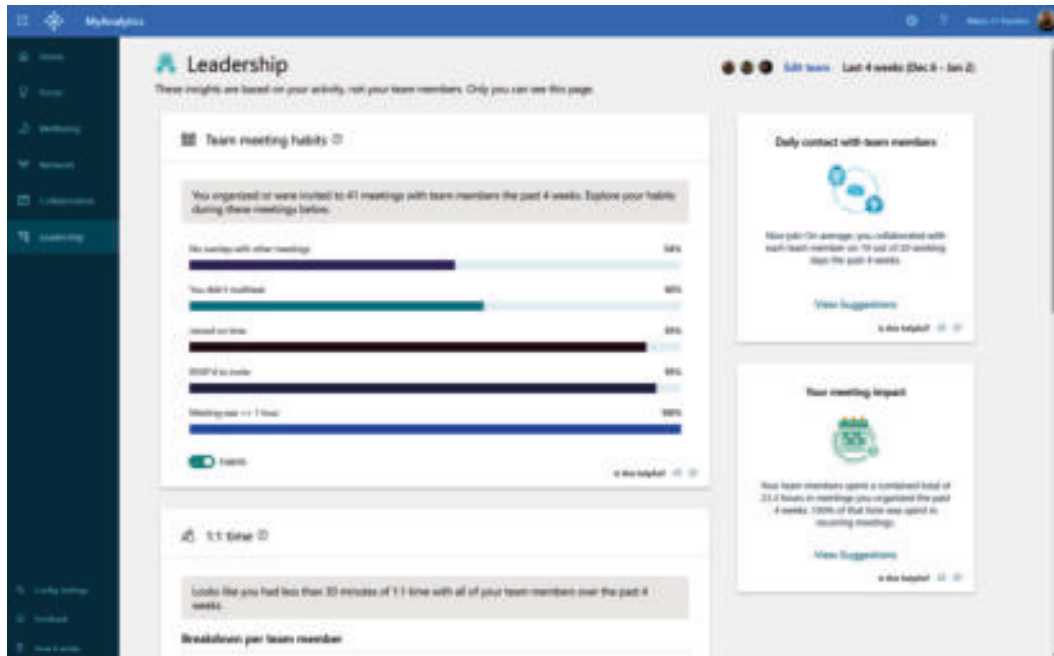 MyAnalytics
Home
Wellbeing
Network
Collaboration
Leadership
Leadership
Edit team Last 4 weeks (Dec 6 - Jan 2)
These insights are based on your activity, not your team members. Only you can see this page.
Team meeting habits
You organized or were invited to 41 meetings with team members the past 4 weeks. Explore your habits
during these meetings below.
No overlap with other meetings 54%
You didn't multitask 60%
Joined on time
RSVP'd to invite
Meeting was <= 1 hour 100%
Is this helpful?
1:1 time
Looks like you had less than 30 minutes of 1:1 time with all of your team members over the past 4
weeks.
Breakdown per team member
Daily contact with team members
Nice job! On average, you collaborated with
each team member on 19 out of 20 working
days the past 4 weeks.
View Suggestions
Is this helpful?
Your meeting impact
Your team members spent a combined total of
hours in meetings you organized the past
4 weeks. 100% of that time was spent in
recurring meetings.
View Suggestions
Is this helpful?
Feedback